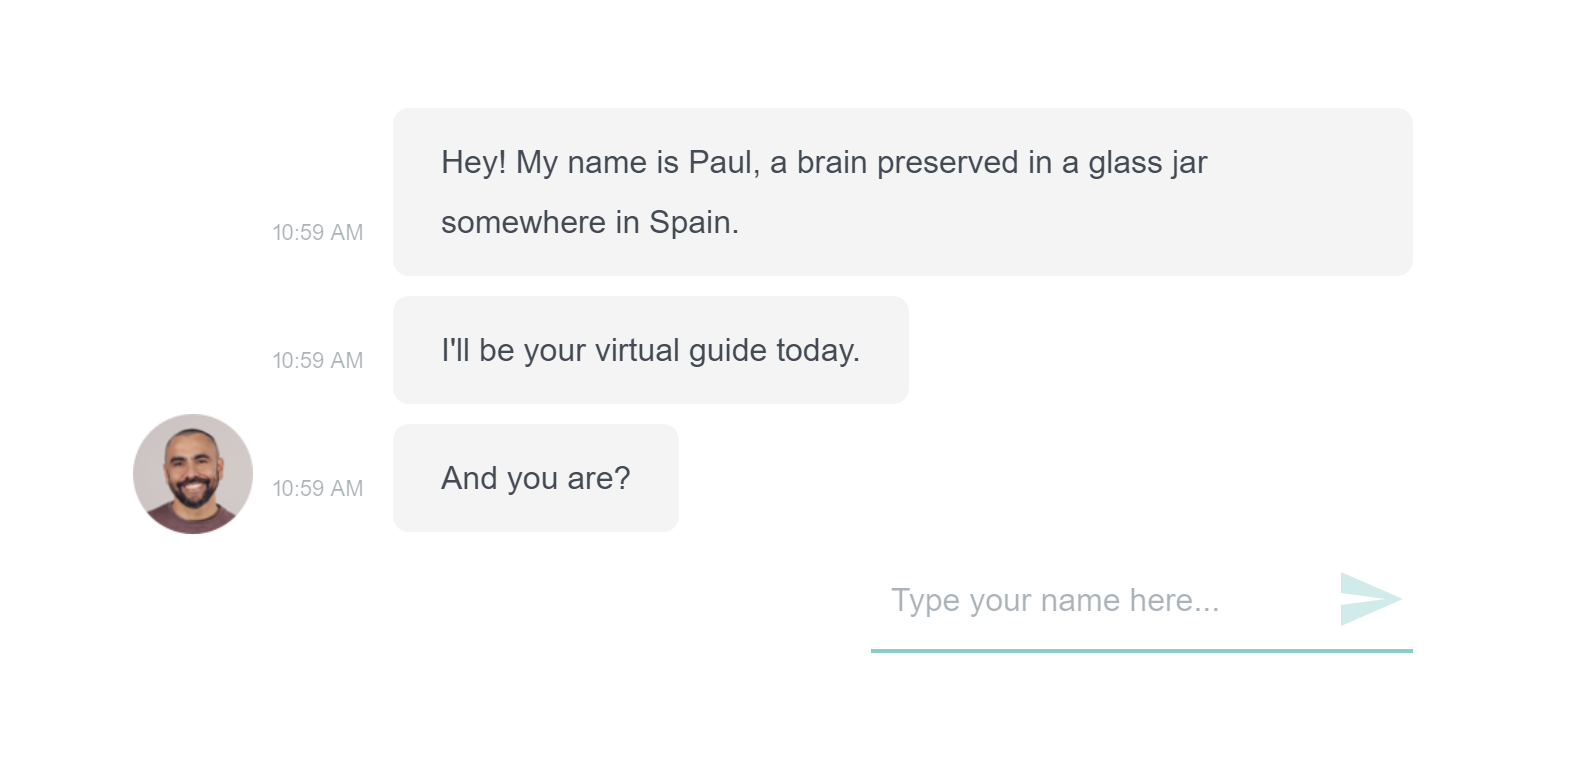 Hey! My name is Paul, a brain preserved in a glass jar
somewhere in Spain.
10:59 AM
I'll be your virtual guide today.
10:59 AM
And you are?
10:59 AM
Type your name here...